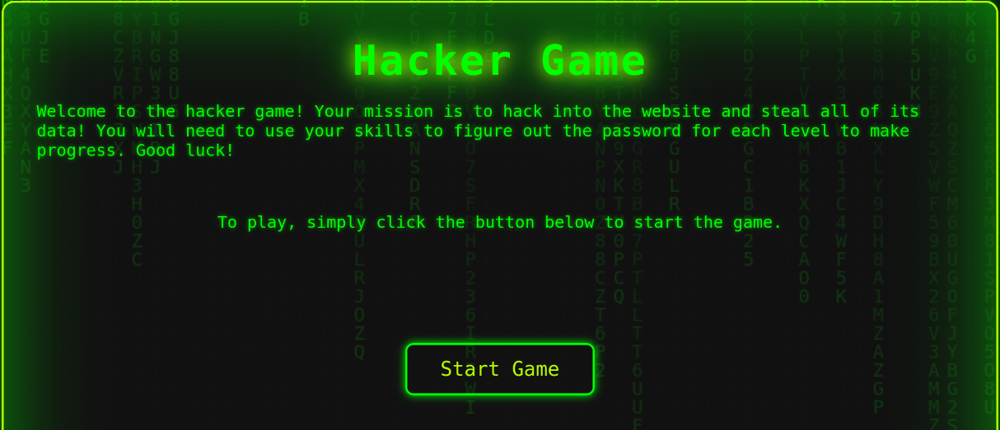 Hacker Game
Welcome to the hacker game! Your mission is to hack into the website and steal all of its
data! You will need to use your skills to figure out the password for each level to make
progress. Good luck!
To play, simply click the button below to start the game.
Start Game